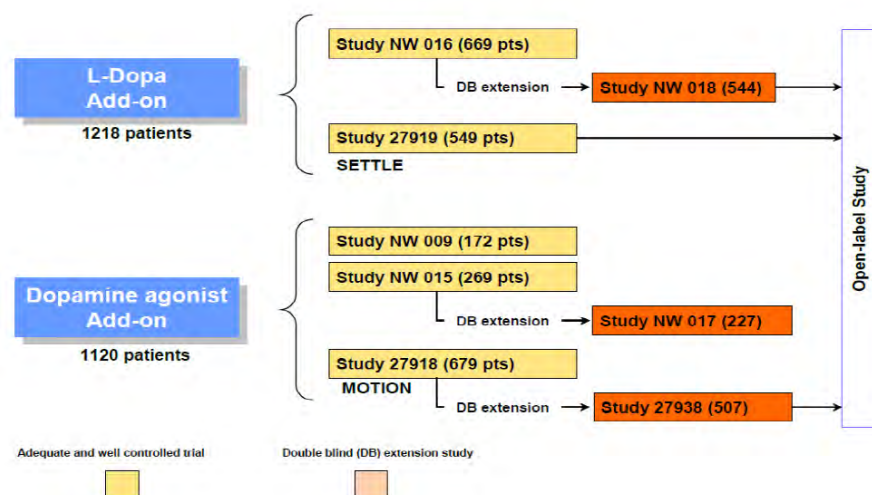 L-Dopa
Add-on
1218 patients
Study NW 016 (669 pts)
DB extension
Study NW 018 (544)
Study 27919 (549 pts)
SETTLE
Dopamine agonist
Add-on
1120 patients
Study NW 009 (172 pts)
Study NW 015 (269 pts)
DB extension
Study NW 017 (227)
Study 27918 (679 pts)
MOTION
DB extension
Study 27938 (507)
Open-label Study
Adequate and well controlled trial
Double blind (DB) extension study